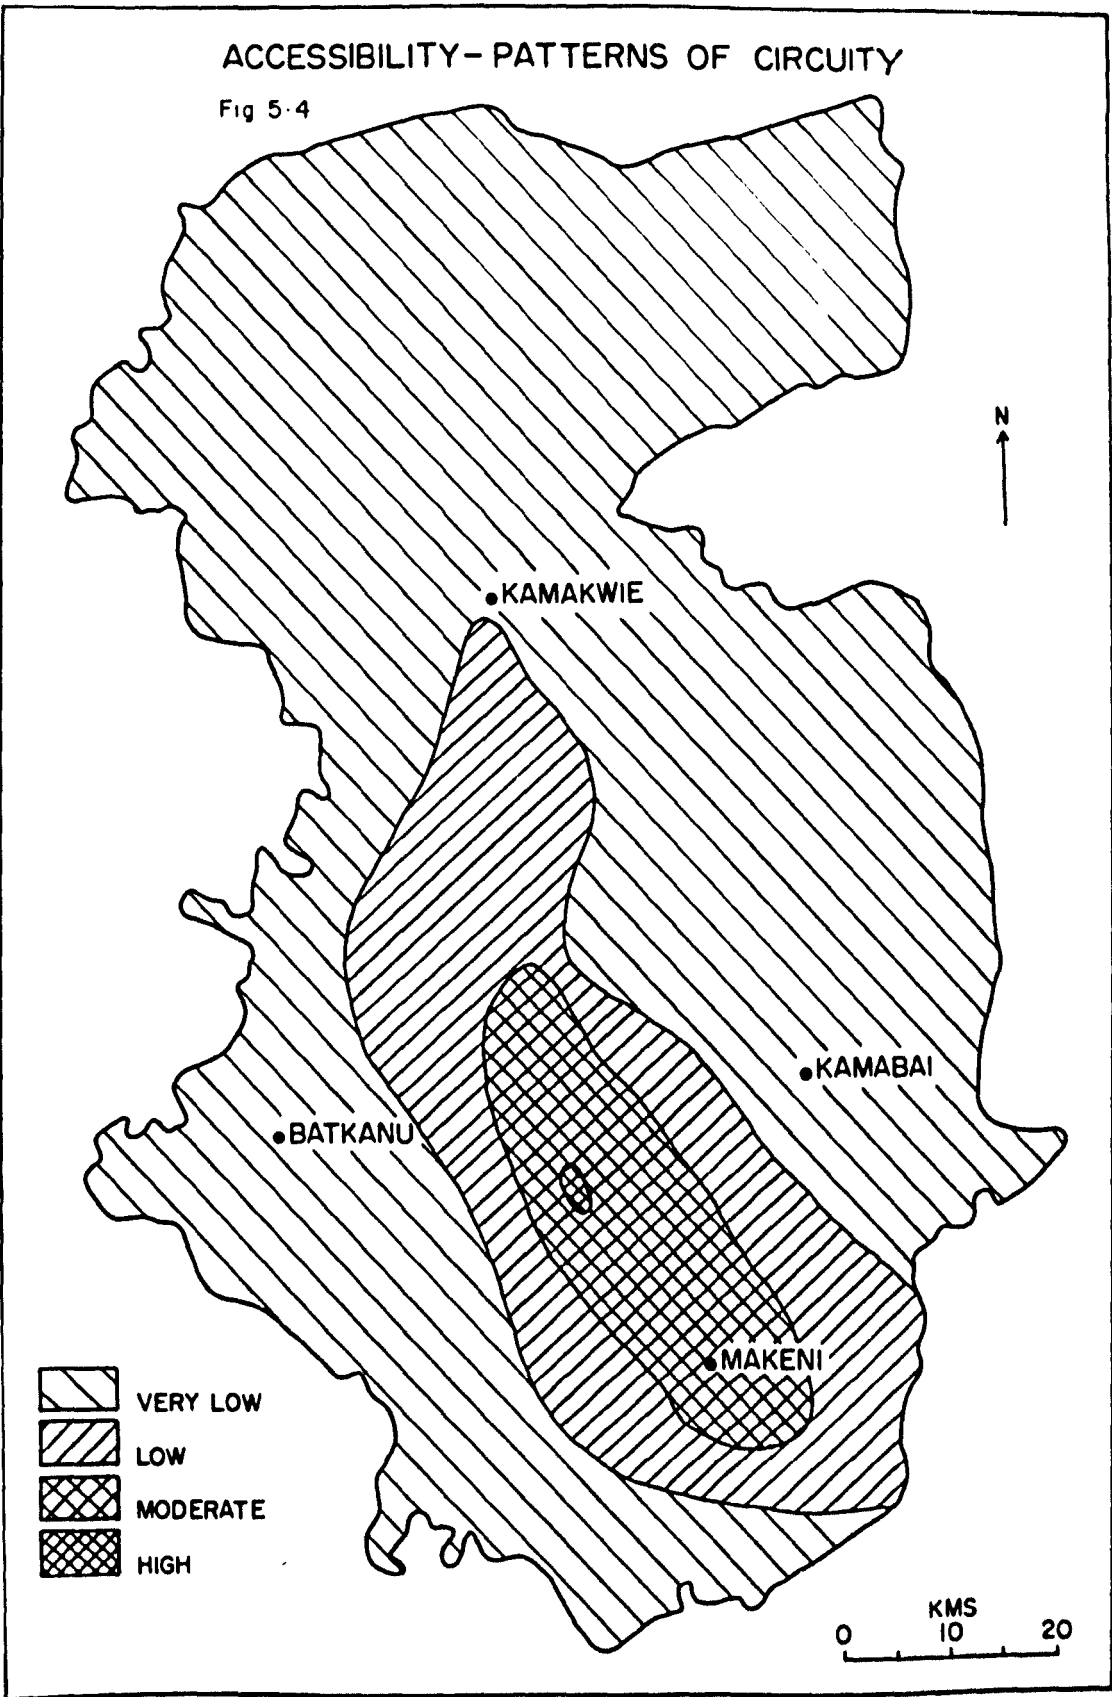 ACCESSIBILITY-PATTERNS OF CIRCUITY
Fig 5.4
N
KAMAKWIE
KAMABAI
BATKANU
MAKENI
VERY LOW
LOW
MODERATE
HIGH
KMS
0 10 20